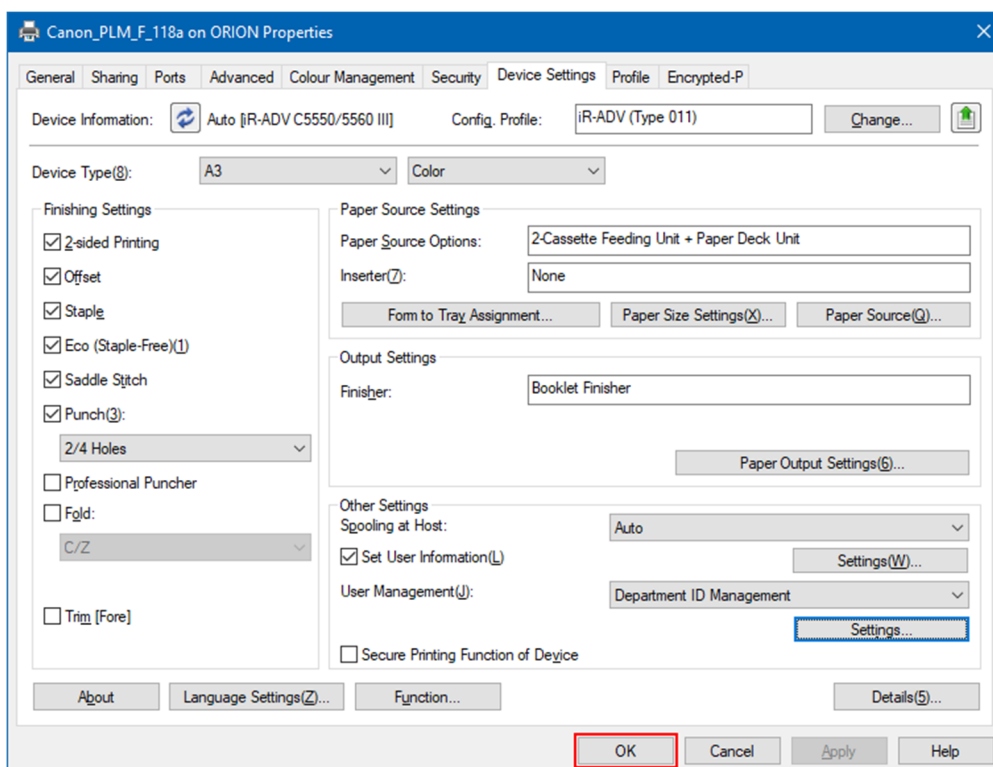 Canon_PLM_F_118a on ORION Properties
General Sharing Ports Advanced Colour Management Security Device Settings Profile Encrypted-P
Device Information: Auto [iR-ADV C5550/5560 III] Config. Profile: iR-ADV (Type 011) Change...
Device Type(8): A3 Color
Finishing Settings
2-sided Printing
Offset
Staple
Eco (Staple-Free)(1)
Saddle Stitch
Punch(3):
2/4 Holes
Professional Puncher
Fold:
C/Z
Trim [Fore]
Paper Source Settings
Paper Source Options: 2-Cassette Feeding Unit + Paper Deck Unit
Inserter(7): None
Form to Tray Assignment... Paper Size Settings(X)... Paper Source(Q)...
Output Settings
Finisher: Booklet Finisher
Paper Output Settings(6)...
Other Settings
Spooling at Host: Auto
Set User Information(L) Settings(W)...
User Management(J): Department ID Management
Settings...
Secure Printing Function of Device
About Language Settings(Z)... Function... Details(5)...
OK Cancel Apply Help